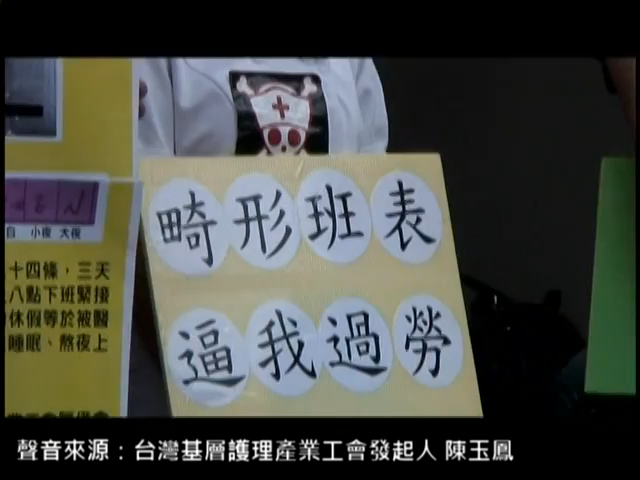 畸形班表
逼我過勞
自 小夜 大夜
十四條，三天
八點下班緊接
休假等於被醫
睡眠、熬夜上
聲音來源：台灣基層護理產業工會發起人 陳玉鳳